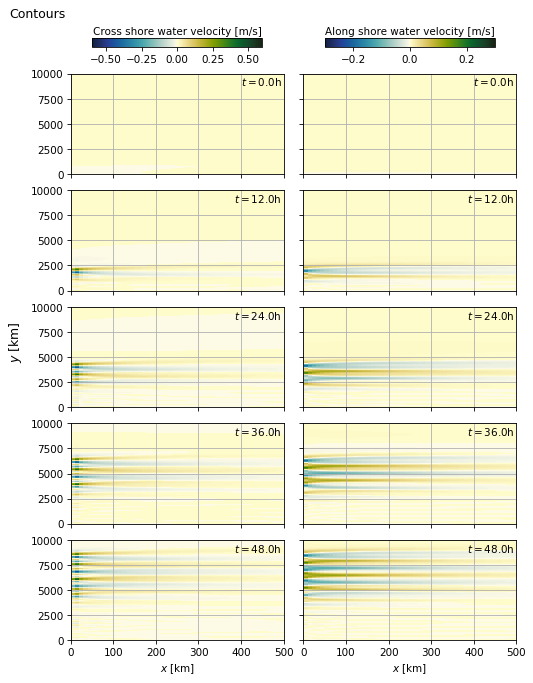 Contours
Cross shore water velocity [m/s]
Along shore water velocity [m/s]
−0.50 −0.25 0.00 0.25 0.50
−0.2 0.0 0.2
10000
7500
5000
2500
0
t = 0.0h
t = 0.0h
10000
7500
5000
2500
0
t = 12.0h
t = 12.0h
10000
7500
5000
2500
0
t = 24.0h
t = 24.0h
y [km]
10000
7500
5000
2500
0
t = 36.0h
t = 36.0h
10000
7500
5000
2500
0
t = 48.0h
t = 48.0h
0 100 200 300 400 500
0 100 200 300 400 500
x [km]
x [km]